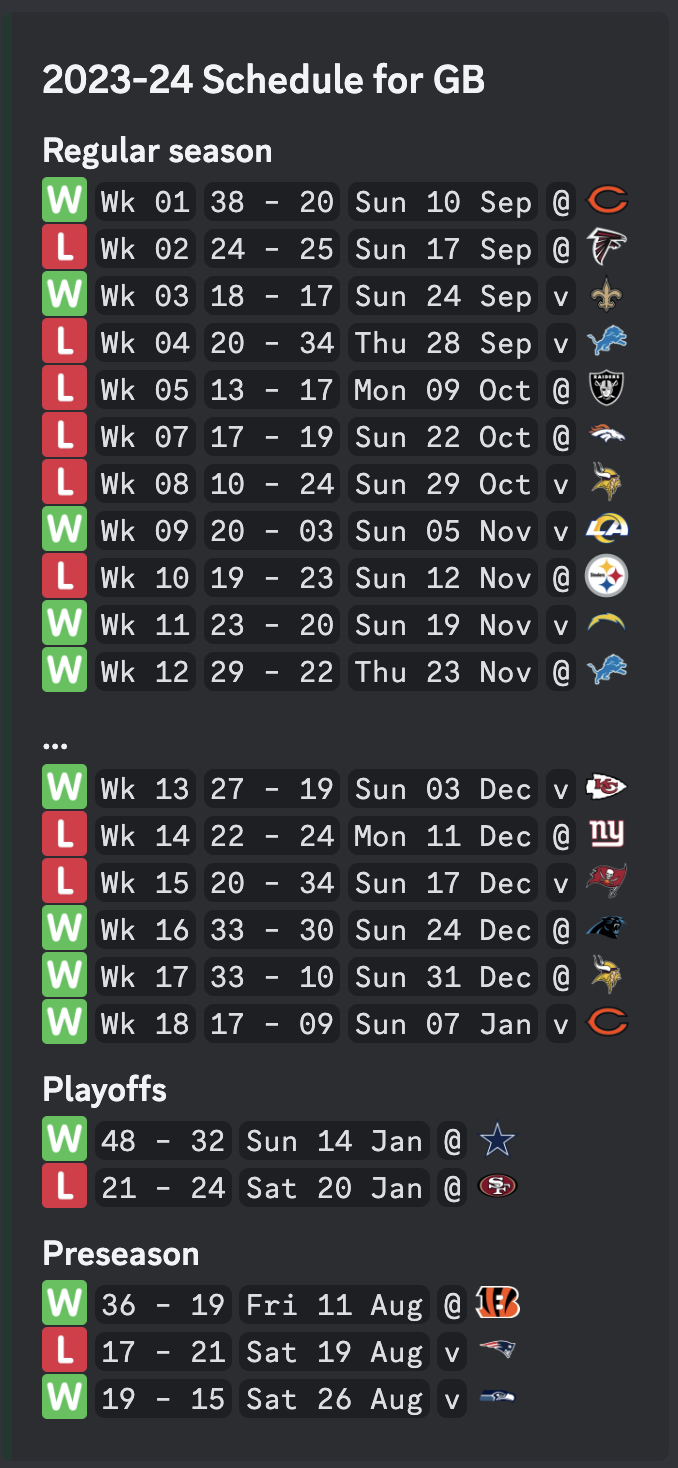 2023-24 Schedule for GB
Regular season
W Wk 01 38 - 20 Sun 10 Sep @
L Wk 02 24 - 25 Sun 17 Sep @
W Wk 03 18 - 17 Sun 24 Sep v
L Wk 04 20 - 34 Thu 28 Sep v
L Wk 05 13 - 17 Mon 09 Oct @ RAIDERS
L Wk 07 17 - 19 Sun 22 Oct @
L Wk 08 10 - 24 Sun 29 Oct v
W Wk 09 20 - 03 Sun 05 Nov v LA
L Wk 10 19 - 23 Sun 12 Nov @ Steelers
W Wk 11 23 - 20 Sun 19 Nov v
W Wk 12 29 - 22 Thu 23 Nov @
...
W Wk 13 27 - 19 Sun 03 Dec v KC
L Wk 14 22 - 24 Mon 11 Dec @ ny
L Wk 15 20 - 34 Sun 17 Dec v
W Wk 16 33 - 30 Sun 24 Dec @
W Wk 17 33 - 10 Sun 31 Dec @
W Wk 18 17 - 09 Sun 07 Jan v C
Playoffs
W 48 - 32 Sun 14 Jan @
L 21 - 24 Sat 20 Jan @ SF
Preseason
W 36 - 19 Fri 11 Aug @ B
L 17 - 21 Sat 19 Aug v
W 19 - 15 Sat 26 Aug v